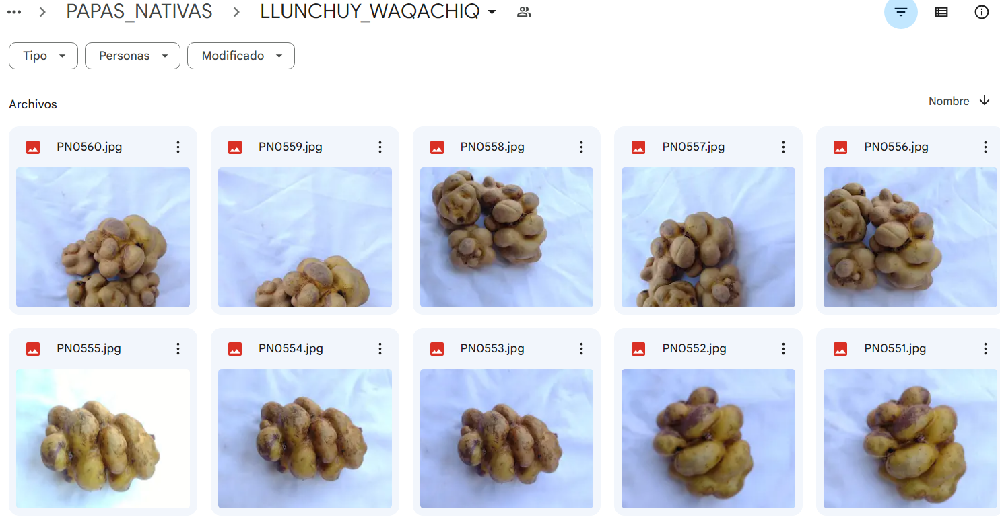 PAPAS_NATIVAS > LLUNCHUY_WAQACHIQ
Tipo Personas Modificado
Archivos Nombre
PN0560.jpg PN0559.jpg PN0558.jpg PN0557.jpg PN0556.jpg
PN0555.jpg PN0554.jpg PN0553.jpg PN0552.jpg PN0551.jpg